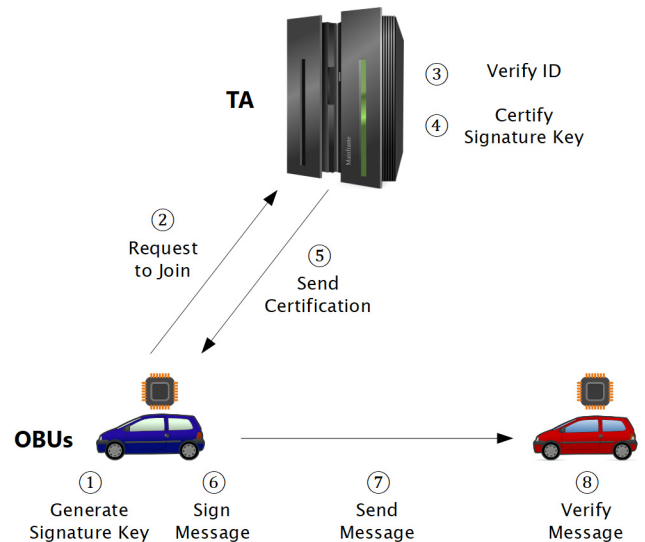 TA
③ Verify ID
④ Certify
Signature Key
②
Request
to Join
⑤
Send
Certification
OBUs
①
Generate
Signature Key
⑥
Sign
Message
⑦
Send
Message
⑧
Verify
Message
Mainframe